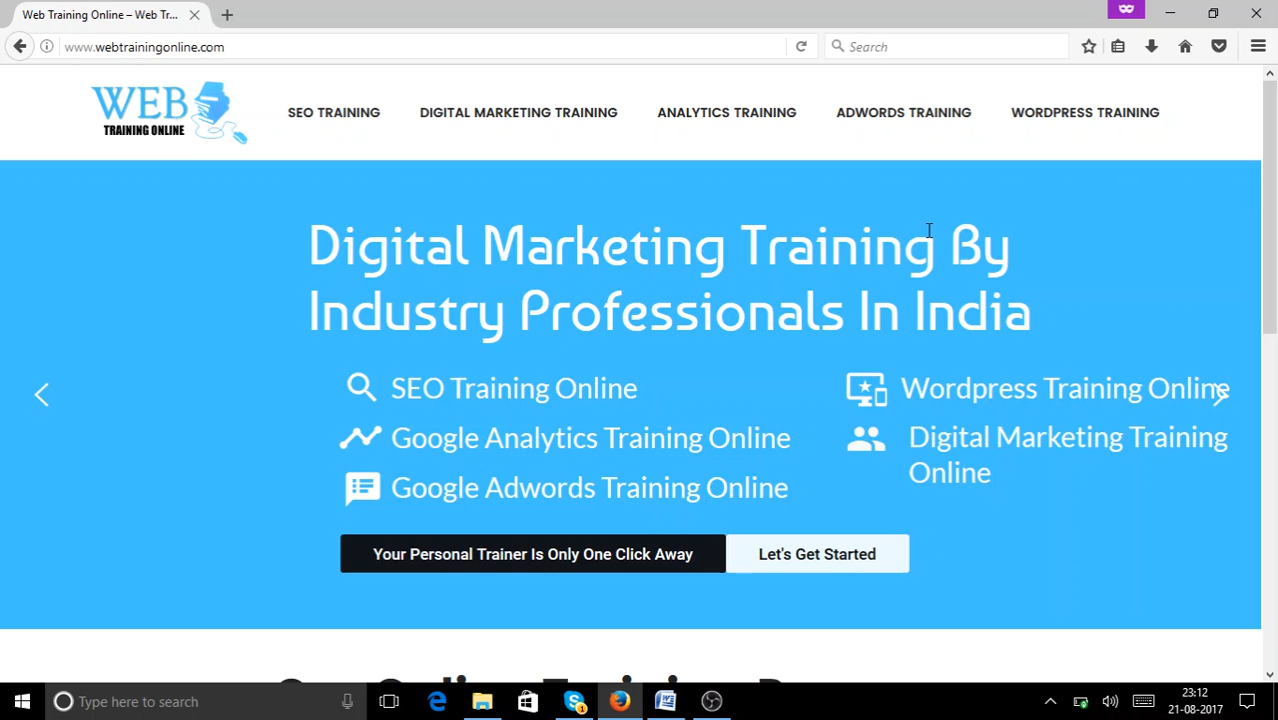 Web Training Online – Web Tr...
www.webtrainingonline.com
Search
WEB
TRAINING ONLINE
SEO TRAINING
DIGITAL MARKETING TRAINING
ANALYTICS TRAINING
ADWORDS TRAINING
WORDPRESS TRAINING
Digital Marketing Training By
Industry Professionals In India
SEO Training Online
Google Analytics Training Online
Google Adwords Training Online
Wordpress Training Online
Digital Marketing Training
Online
Your Personal Trainer Is Only One Click Away
Let's Get Started
Type here to search
1
23:12
21-08-2017